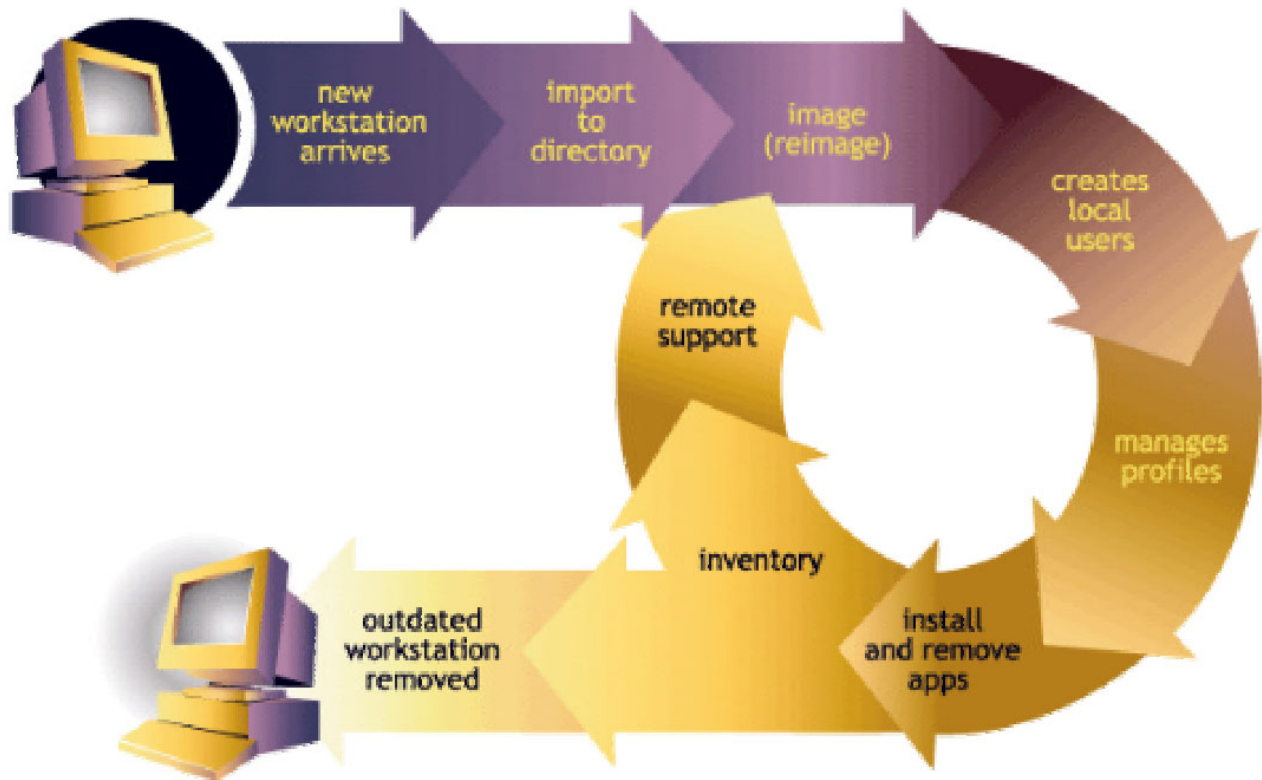 new
workstation
arrives
import
to
directory
image
(reimage)
creates
local
users
manages
profiles
install
and remove
apps
inventory
remote
support
outdated
workstation
removed